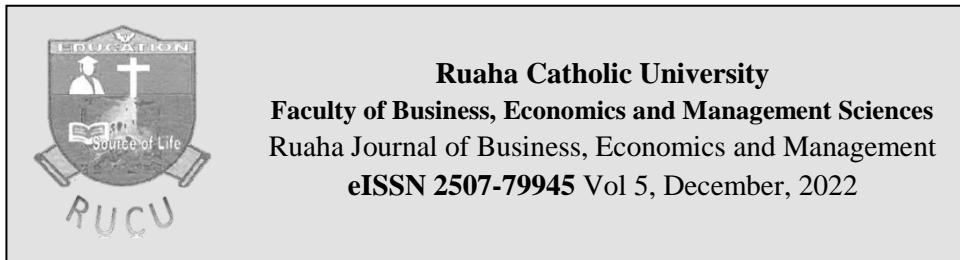 EDUCATION
Source of Life
RUCU
Ruaha Catholic University
Faculty of Business, Economics and Management Sciences
Ruaha Journal of Business, Economics and Management
eISSN 2507-79945 Vol 5, December, 2022